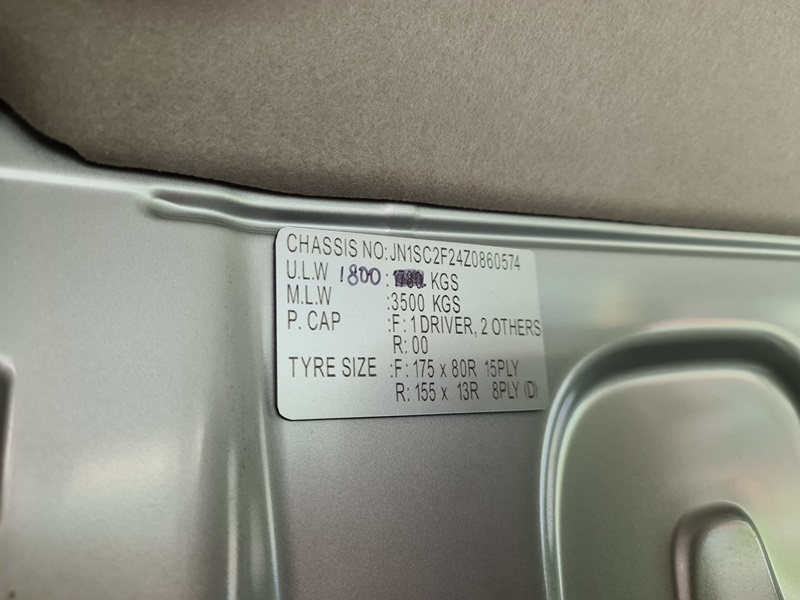 CHASSIS NO:JN1SC2F24Z0860574
U.L.W 1800 : KGS
M.L.W :3500 KGS
P. CAP :F: 1 DRIVER, 2 OTHERS
R: 00
TYRE SIZE :F: 175 x 80R 15PLY
R: 155 x 13R 8PLY (D)